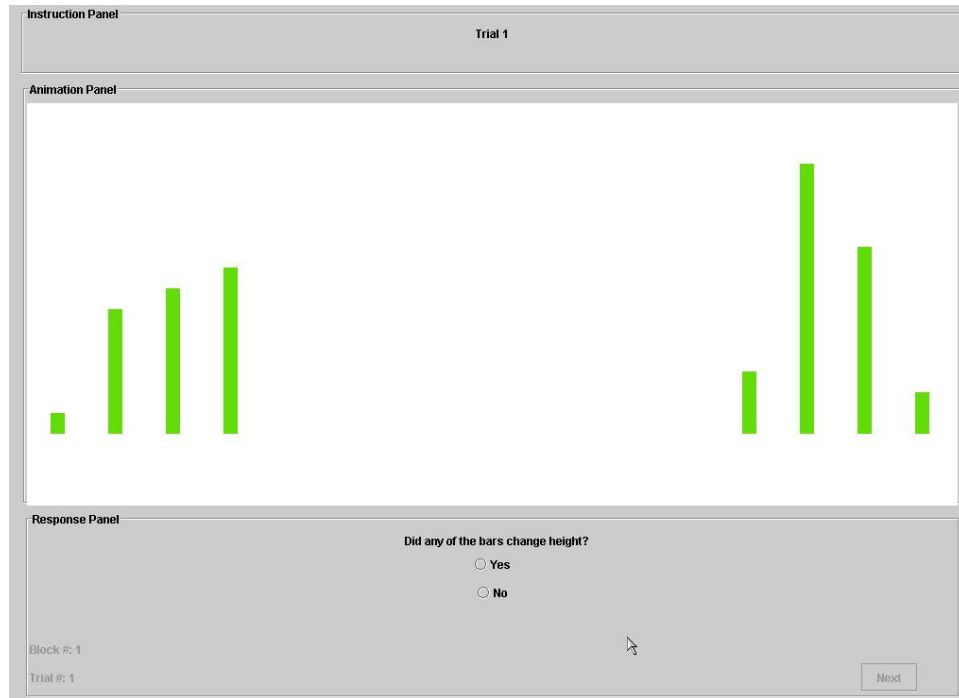 Instruction Panel
Trial 1
Animation Panel
Response Panel
Did any of the bars change height?
Yes
No
Block #: 1
Trial #: 1
Next